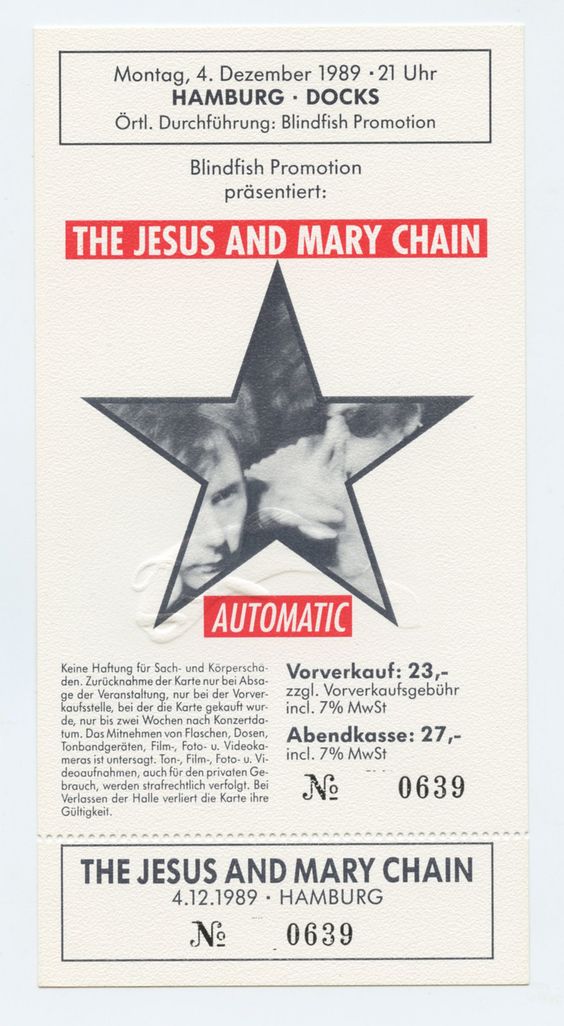 Montag, 4. Dezember 1989 · 21 Uhr
HAMBURG · DOCKS
Örtl. Durchführung: Blindfish Promotion
Blindfish Promotion
präsentiert:
THE JESUS AND MARY CHAIN
AUTOMATIC
Keine Haftung für Sach- und Körperschä-
den. Zurücknahme der Karte nur bei Absa-
ge der Veranstaltung, nur bei der Vorver-
kaufsstelle, bei der die Karte gekauft wur-
de, nur bis zwei Wochen nach Konzertda-
tum. Das Mitnehmen von Flaschen, Dosen,
Tonbandgeräten, Film-, Foto- u. Videoka-
meras ist untersagt. Ton-, Film-, Foto- u. Vi-
deoaufnahmen, auch für den privaten Ge-
brauch, werden strafrechtlich verfolgt. Bei
Verlassen der Halle verliert die Karte ihre
Gültigkeit.
Vorverkauf: 23,-
zzgl. Vorverkaufsgebühr
incl. 7% MwSt
Abendkasse: 27,-
incl. 7% MwSt
№ 0639
THE JESUS AND MARY CHAIN
4.12.1989 · HAMBURG
№ 0639